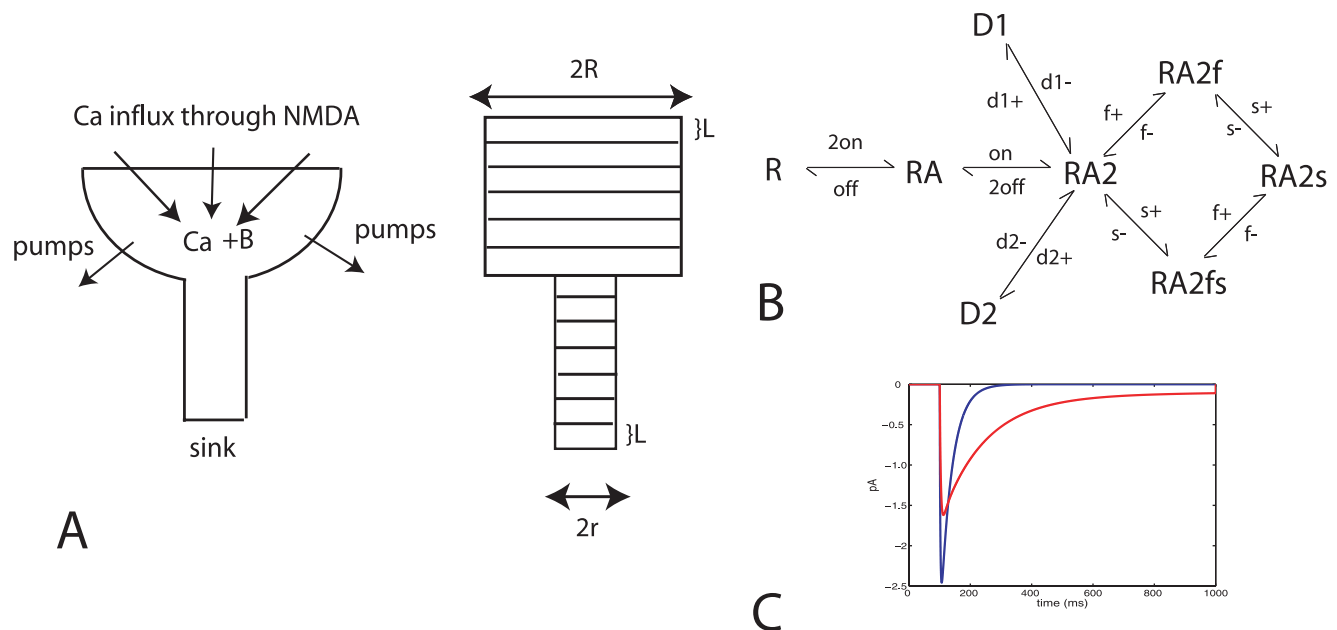 Ca influx through NMDA
Ca +B
pumps
pumps
sink
A
2R
}L
}L
2r
D1
d1-
d1+
R
2on
off
RA
on
2off
RA2
f+
f-
RA2f
s+
s-
RA2s
s+
s-
f+
f-
RA2fs
d2-
d2+
D2
B
0
−0.5
−1.0
−1.5
−2
−2.5
pA
0
200
400
600
800
1000
time (ms)
C